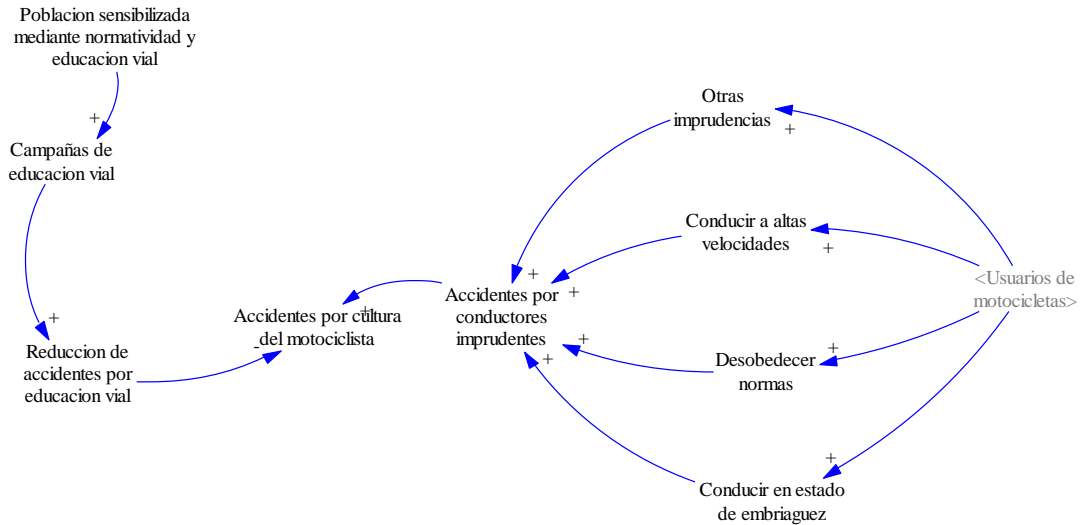 Poblacion sensibilizada
mediante normatividad y
educacion vial
+
Campañas de
educacion vial
+
Reduccion de
accidentes por
educacion vial
Accidentes por cultura
del motociclista
+
-
Accidentes por
conductores
imprudentes
+
+
+
+
Otras
imprudencias
+
Conducir a altas
velocidades
+
Desobedecer
normas
+
Conducir en estado
de embriaguez
+
<Usuarios de
motocicletas>